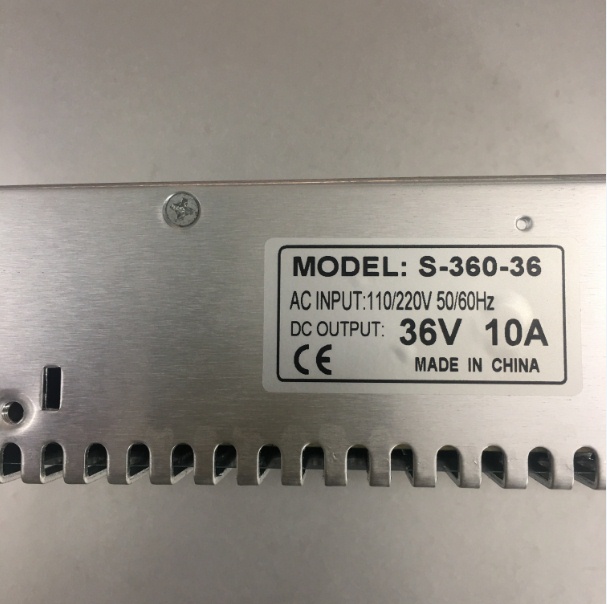 MODEL: S-360-36
AC INPUT:110/220V 50/60Hz
DC OUTPUT: 36V 10A
CE MADE IN CHINA